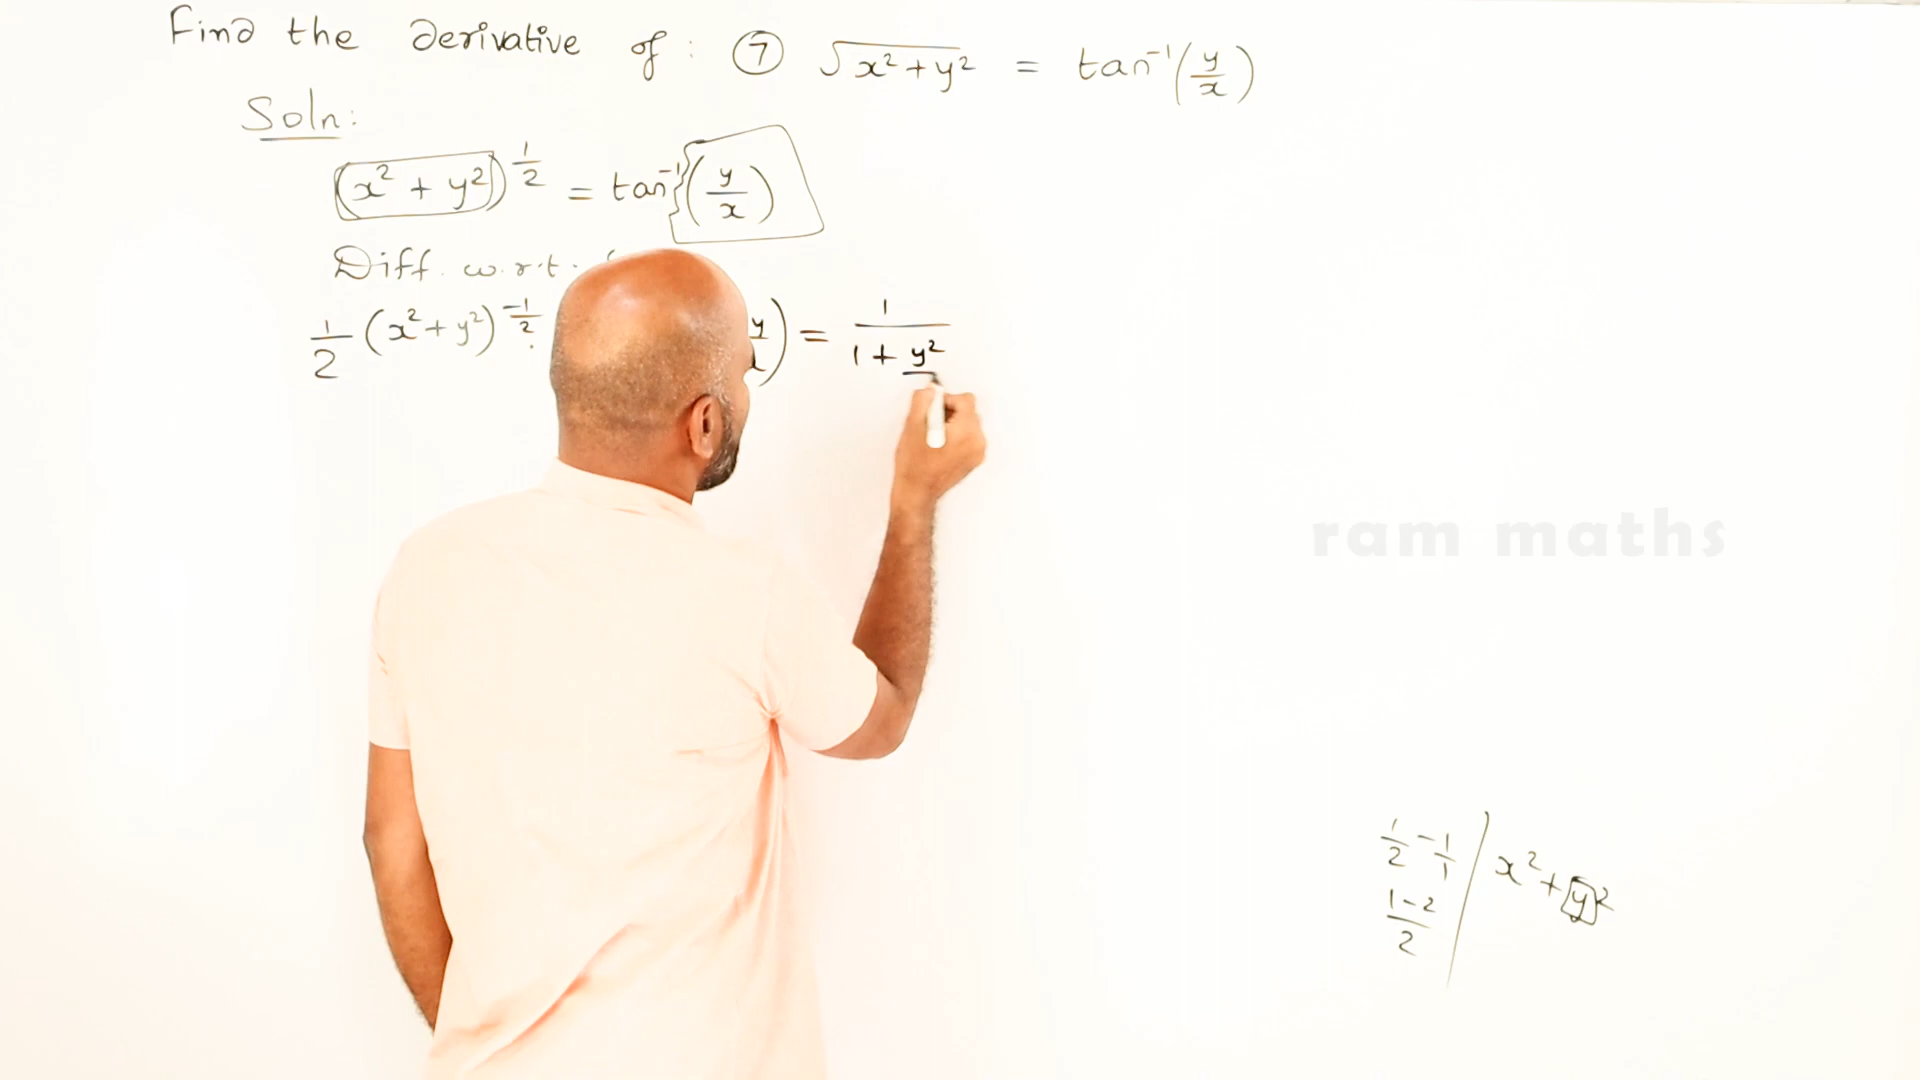 Find the derivative of : ⑦ √x²+y² = tan⁻¹(y/x)
Soln:
(x² + y²)^1/2 = tan⁻¹{(y/x)
Diff. w.r.t.
1/2 (x² + y²)^-1/2 y ) = 1/(1 + y²/
ram maths
1/2 - 1/1 | x² + y²
1-2/2